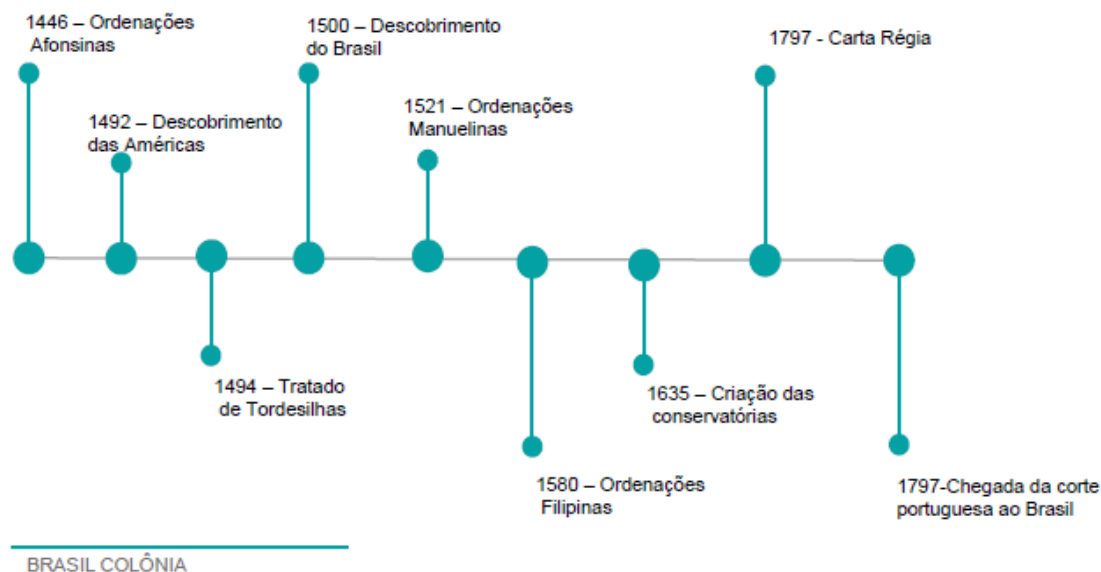 1446 – Ordenações
Afonsinas
1492 – Descobrimento
das Américas
1494 – Tratado
de Tordesilhas
1500 – Descobrimento
do Brasil
1521 – Ordenações
Manuelinas
1580 – Ordenações
Filipinas
1635 – Criação das
conservatórias
1797 - Carta Régia
1797-Chegada da corte
portuguesa ao Brasil
BRASIL COLÔNIA